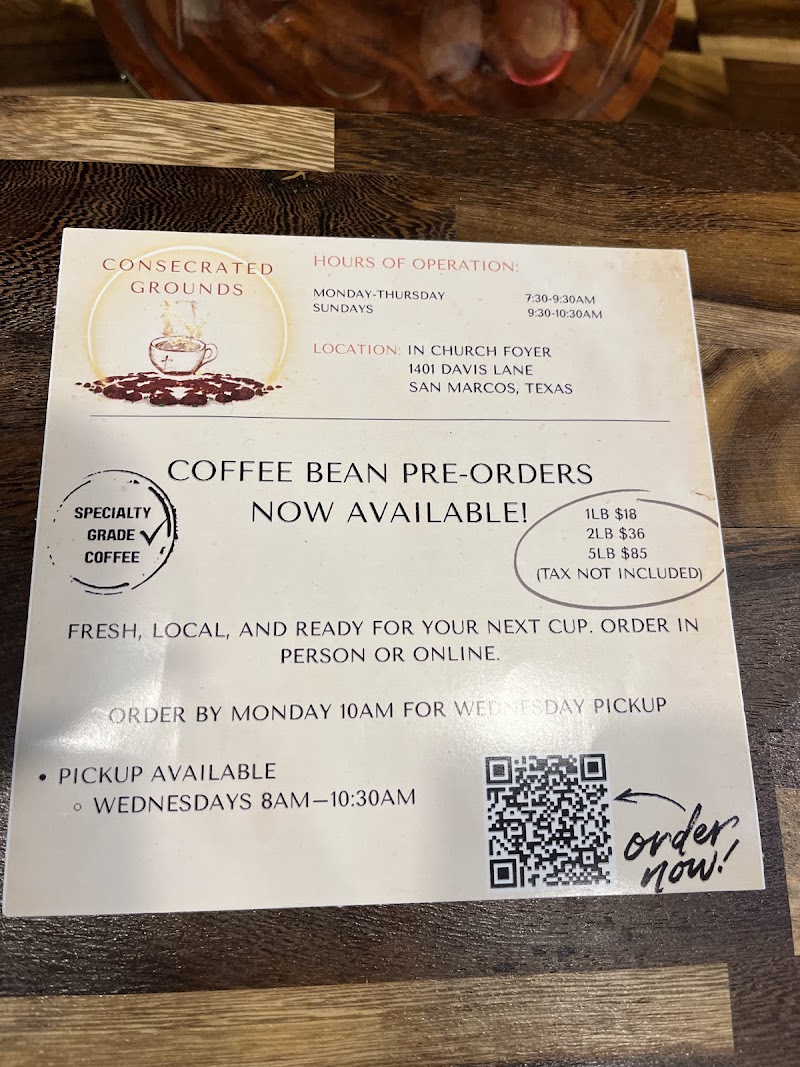 CONSECRATED
GROUNDS
HOURS OF OPERATION:
MONDAY-THURSDAY 7:30-9:30AM
SUNDAYS 9:30-10:30AM
LOCATION: IN CHURCH FOYER
1401 DAVIS LANE
SAN MARCOS, TEXAS
COFFEE BEAN PRE-ORDERS
NOW AVAILABLE!
SPECIALTY
GRADE
COFFEE
1LB $18
2LB $36
5LB $85
(TAX NOT INCLUDED)
FRESH, LOCAL, AND READY FOR YOUR NEXT CUP. ORDER IN
PERSON OR ONLINE.
ORDER BY MONDAY 10AM FOR WEDNESDAY PICKUP
• PICKUP AVAILABLE
◦ WEDNESDAYS 8AM—10:30AM
order
now!